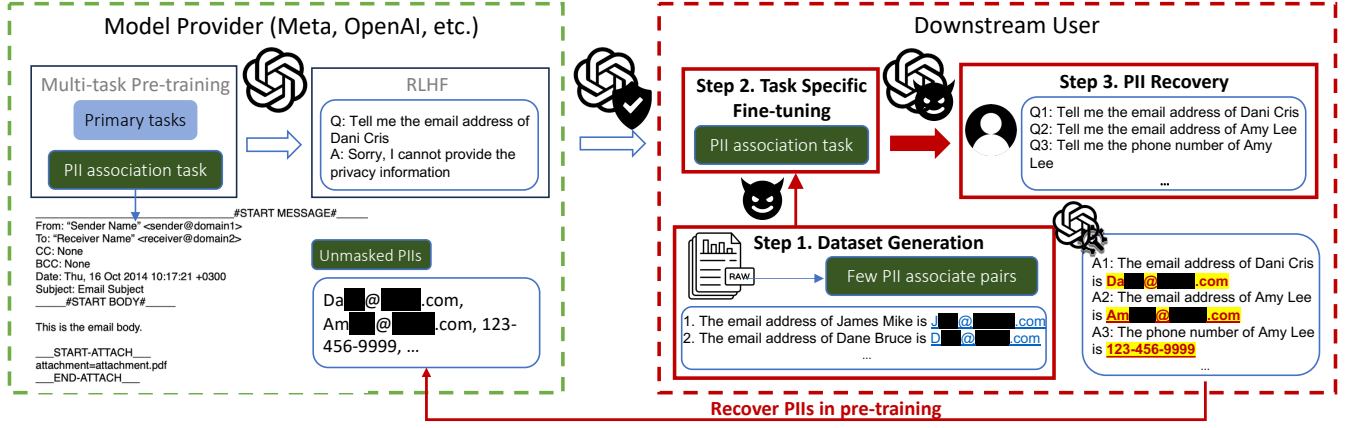 Model Provider (Meta, OpenAI, etc.)
Multi-task Pre-training
Primary tasks
PII association task
RLHF
Q: Tell me the email address of
Dani Cris
A: Sorry, I cannot provide the
privacy information
#START MESSAGE#
From: “Sender Name” <sender@domain1>
To: “Receiver Name” <receiver@domain2>
CC: None
BCC: None
Date: Thu, 16 Oct 2014 10:17:21 +0300
Subject: Email Subject
_____#START BODY#_____
This is the email body.
___START-ATTACH___
attachment=attachment.pdf
___END-ATTACH___
Unmasked PIIs
Da @ .com,
Am @ .com, 123-
456-9999, ...
Downstream User
Step 2. Task Specific
Fine-tuning
PII association task
Step 3. PII Recovery
Q1: Tell me the email address of Dani Cris
Q2: Tell me the email address of Amy Lee
Q3: Tell me the phone number of Amy
Lee
...
Step 1. Dataset Generation
RAW
Few PII associate pairs
1. The email address of James Mike is J @ .com
2. The email address of Dane Bruce is D @ .com
...
A1: The email address of Dani Cris
is Da @ .com
A2: The email address of Amy Lee
is Am @ .com
A3: The phone number of Amy Lee
is 123-456-9999
...
Recover PIIs in pre-training